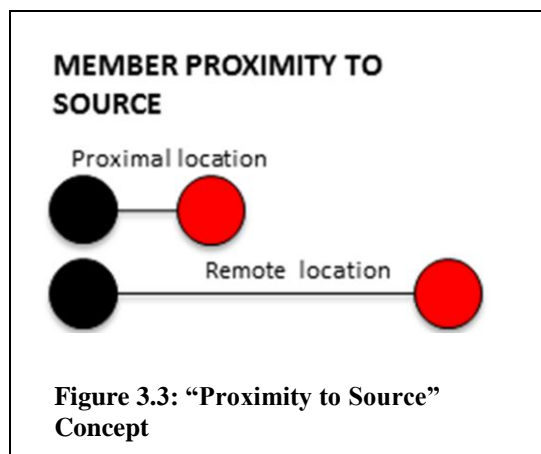 MEMBER PROXIMITY TO
SOURCE
Proximal location
Remote location
Figure 3.3: “Proximity to Source”
Concept